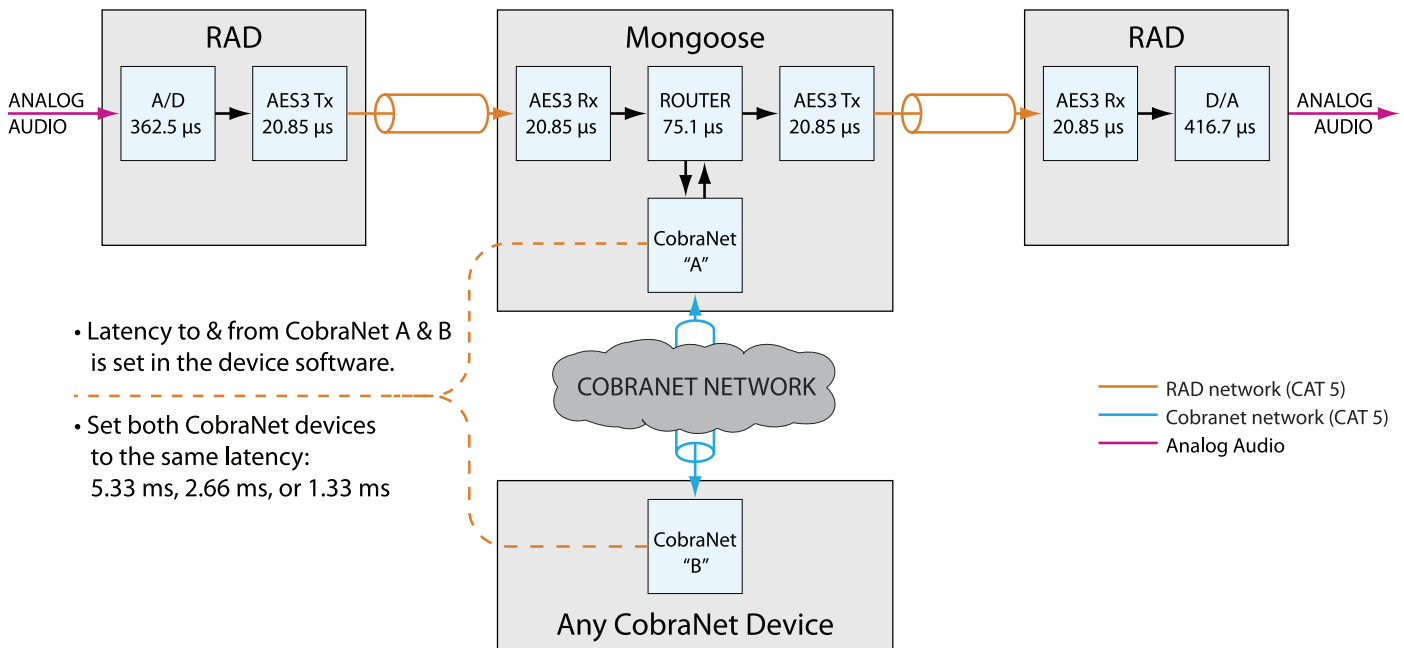 RAD
Mongoose
RAD
ANALOG
AUDIO
A/D
362.5 µs
AES3 Tx
20.85 µs
AES3 Rx
20.85 µs
ROUTER
75.1 µs
AES3 Tx
20.85 µs
AES3 Rx
20.85 µs
D/A
416.7 µs
ANALOG
AUDIO
CobraNet
“A”
• Latency to & from CobraNet A & B
is set in the device software.
• Set both CobraNet devices
to the same latency:
5.33 ms, 2.66 ms, or 1.33 ms
COBRANET NETWORK
RAD network (CAT 5)
Cobranet network (CAT 5)
Analog Audio
CobraNet
“B”
Any CobraNet Device